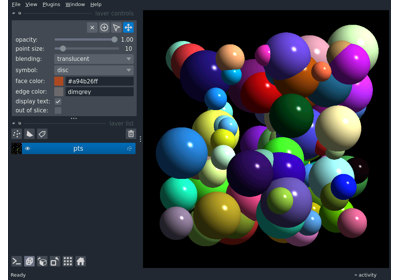 File View Plugins Window Help
layer controls
opacity: 1.00
point size: 10
blending: translucent
symbol: disc
face color: #a94b26ff
edge color: dimgrey
display text:
out of slice:
layer list
pts
Ready
activity